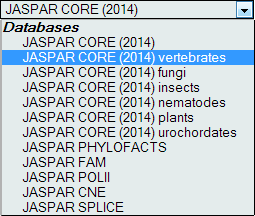 JASPAR CORE (2014)
Databases
JASPAR CORE (2014)
JASPAR CORE (2014) vertebrates
JASPAR CORE (2014) fungi
JASPAR CORE (2014) insects
JASPAR CORE (2014) nematodes
JASPAR CORE (2014) plants
JASPAR CORE (2014) urochordates
JASPAR PHYLOFACTS
JASPAR FAM
JASPAR POLII
JASPAR CNE
JASPAR SPLICE